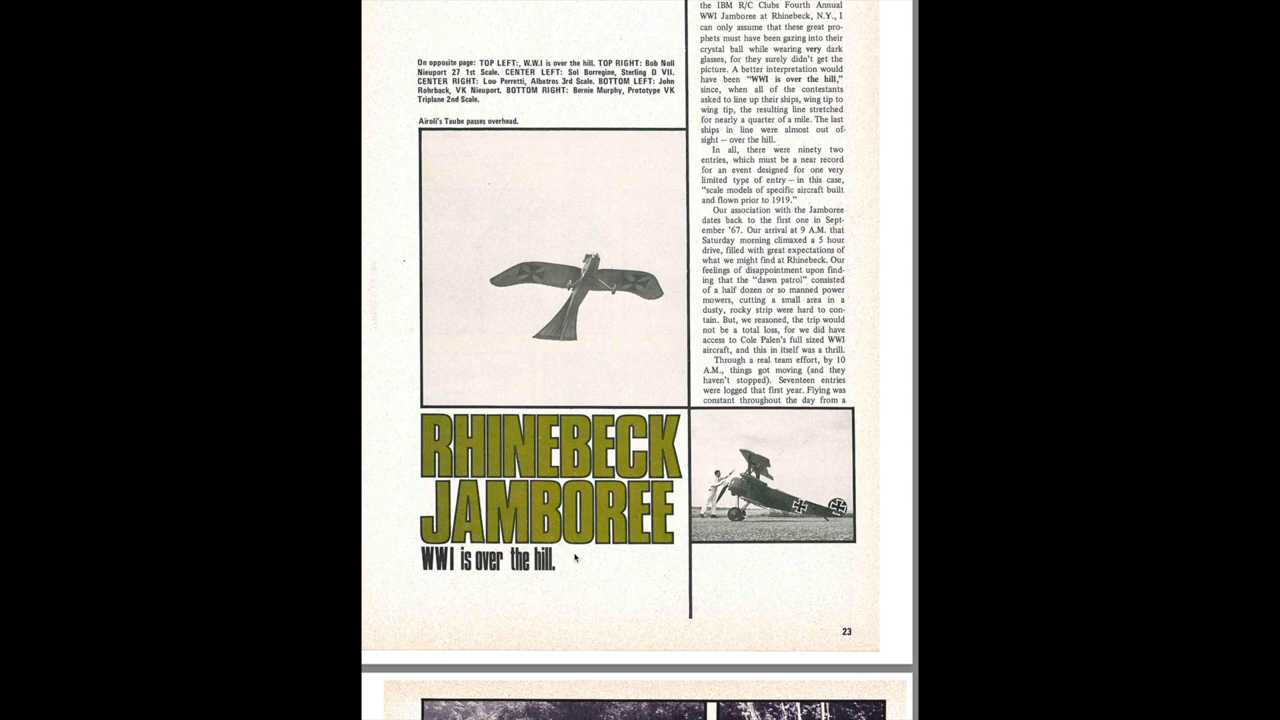 On opposite page: TOP LEFT:, W.W.I is over the hill. TOP RIGHT: Bob Noll
Nieuport 27 1st Scale. CENTER LEFT: Sol Borregine, Sterling D VII.
CENTER RIGHT: Lou Perretti, Albatros 3rd Scale. BOTTOM LEFT: John
Rohrback, VK Nieuport. BOTTOM RIGHT: Bernie Murphy, Prototype VK
Triplane 2nd Scale.
Airoli's Taube passes overhead.
RHINEBECK
JAMBOREE
WWI is over the hill.
the IBM R/C Clubs Fourth Annual
WWI Jamboree at Rhinebeck, N.Y., I
can only assume that these great pro-
phets must have been gazing into their
crystal ball while wearing very dark
glasses, for they surely didn't get the
picture. A better interpretation would
have been "WWI is over the hill,"
since, when all of the contestants
asked to line up their ships, wing tip to
wing tip, the resulting line stretched
for nearly a quarter of a mile. The last
ships in line were almost out of-
sight – over the hill.
In all, there were ninety two
entries, which must be a near record
for an event designed for one very
limited type of entry – in this case,
"scale models of specific aircraft built
and flown prior to 1919."
Our association with the Jamboree
dates back to the first one in Sept-
ember '67. Our arrival at 9 A.M. that
Saturday morning climaxed a 5 hour
drive, filled with great expectations of
what we might find at Rhinebeck. Our
feelings of disappointment upon find-
ing that the "dawn patrol" consisted
of a half dozen or so manned power
mowers, cutting a small area in a
dusty, rocky strip were hard to con-
tain. But, we reasoned, the trip would
not be a total loss, for we did have
access to Cole Palen's full sized WWI
aircraft, and this in itself was a thrill.
Through a real team effort, by 10
A.M., things got moving (and they
haven't stopped). Seventeen entries
were logged that first year. Flying was
constant throughout the day from a
23